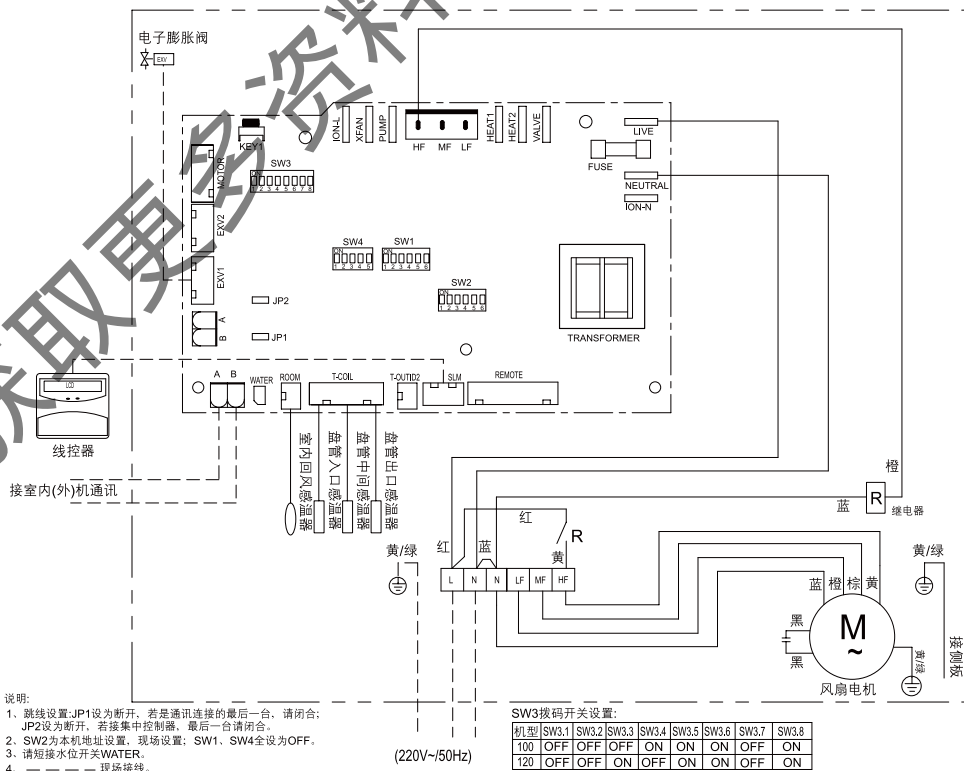 获取更多资料
电子膨胀阀
EXV
ION-L
XFAN
PUMP
HF MF LF
HEAT1
HEAT2
VALVE
LIVE
FUSE
NEUTRAL
ION-N
KEY1
MOTOR
SW3
ON
1 2 3 4 5 6 7 8
EXV2
EXV1
SW4
ON
1 2 3 4 5
SW1
ON
1 2 3 4 5 6
SW2
ON
1 2 3 4 5 6
TRANSFORMER
JP2
JP1
A
B
A B
WATER
ROOM
T-COIL
T-OUTID2
SLM
REMOTE
LCD
线控器
接室内(外)机通讯
室内回风感温器
盘管入口感温器
盘管中间感温器
盘管出口感温器
橙
蓝
R
继电器
红
红
蓝
R
黄
黄/绿
L N N LF MF HF
黄/绿
蓝 橙 棕 黄
黑
黑
M
~
风扇电机
黄/绿
接侧板
(220V~/50Hz)
说明:
1、跳线设置:JP1设为断开，若是通讯连接的最后一台，请闭合;
JP2设为断开，若接集中控制器，最后一台请闭合。
2、SW2为本机地址设置，现场设置；SW1、SW4全设为OFF。
3、请短接水位开关WATER。
4、— — — — 现场接线。
SW3拨码开关设置:
机型 SW3.1 SW3.2 SW3.3 SW3.4 SW3.5 SW3.6 SW3.7 SW3.8
100 OFF OFF OFF ON ON ON OFF ON
120 OFF OFF ON OFF ON ON OFF ON